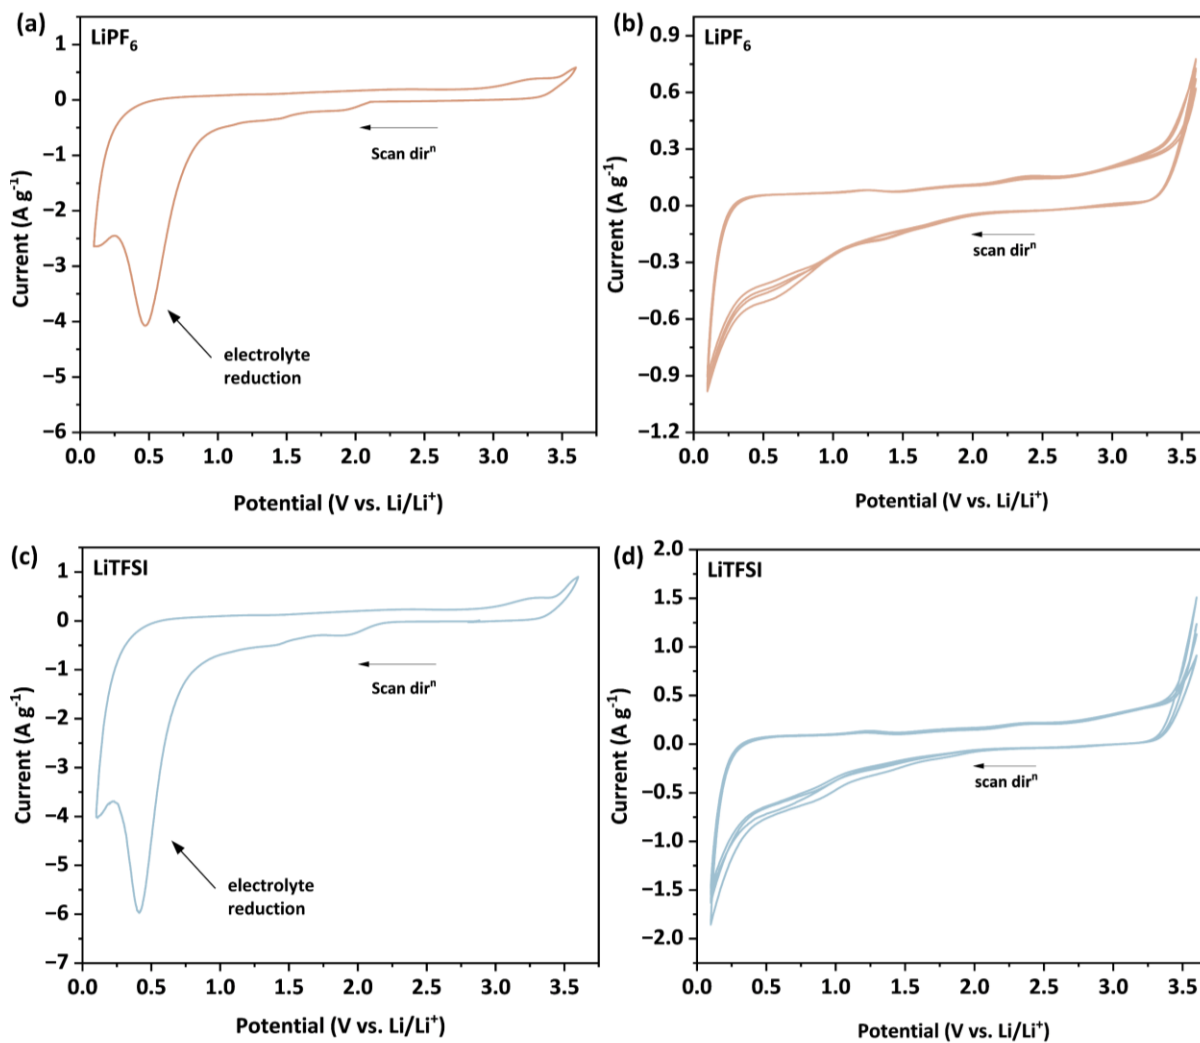 (a)
LiPF6
1
0
−1
−2
−3
−4
−5
−6
Current (A g-1)
Scan dirn
electrolyte
reduction
0.0 0.5 1.0 1.5 2.0 2.5 3.0 3.5
Potential (V vs. Li/Li+)
(b)
LiPF6
0.9
0.6
0.3
0.0
−0.3
−0.6
−0.9
−1.2
Current (A g-1)
scan dirn
0.0 0.5 1.0 1.5 2.0 2.5 3.0 3.5
Potential (V vs. Li/Li+)
(c)
LiTFSI
1
0
−1
−2
−3
−4
−5
−6
−7
Current (A g-1)
Scan dirn
electrolyte
reduction
0.0 0.5 1.0 1.5 2.0 2.5 3.0 3.5
Potential (V vs. Li/Li+)
(d)
LiTFSI
2.0
1.5
1.0
0.5
0.0
−0.5
−1.0
−1.5
−2.0
Current (A g-1)
scan dirn
0.0 0.5 1.0 1.5 2.0 2.5 3.0 3.5
Potential (V vs. Li/Li+)